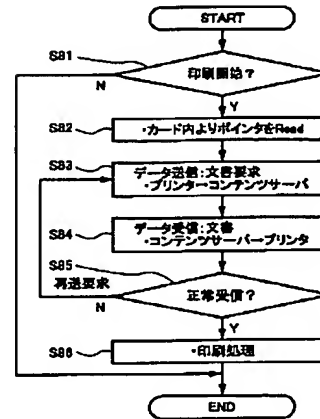 START
S81
印刷開始？
N
Y
S82
・カード内よりポインタをRead
S83
データ送信：文書要求
・プリンター→コンテンツサーバ
S84
データ受信：文書
・コンテンツサーバー→プリンタ
S85
再送要求
正常受信？
N
Y
S86
・印刷処理
END